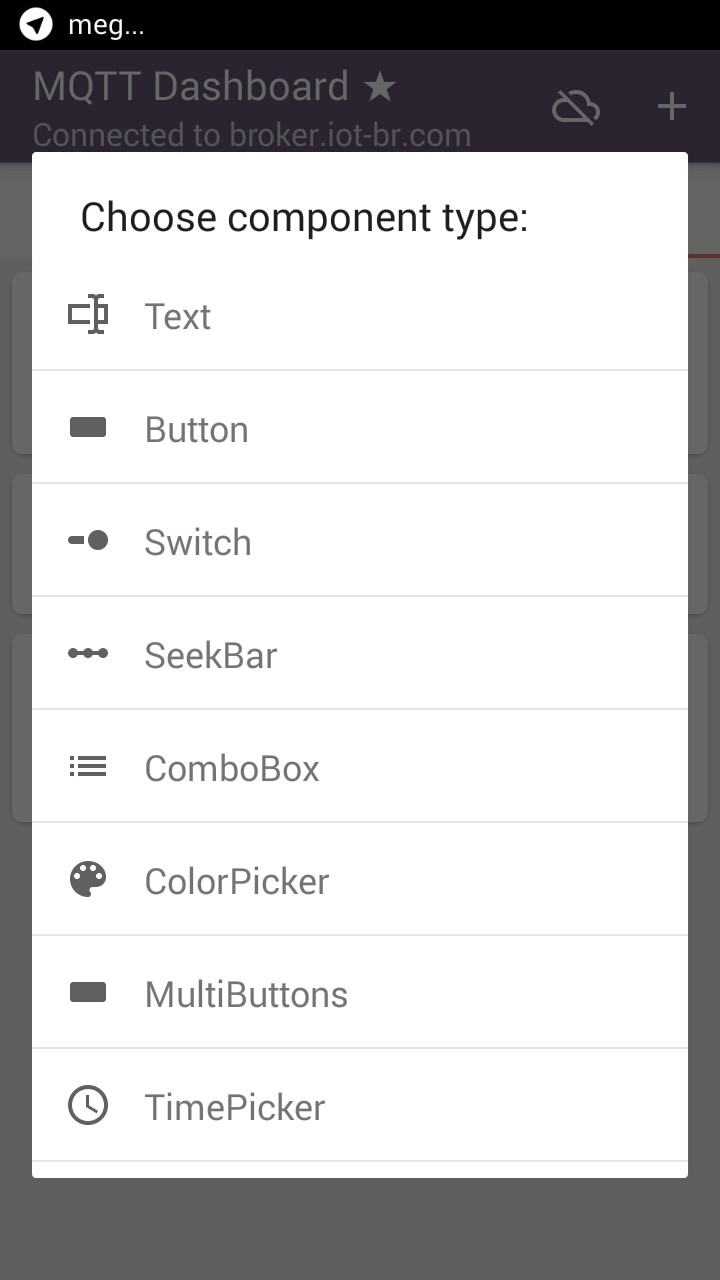 meg...
MQTT Dashboard ★
Connected to broker.iot-br.com
Choose component type:
Text
Button
Switch
SeekBar
ComboBox
ColorPicker
MultiButtons
TimePicker